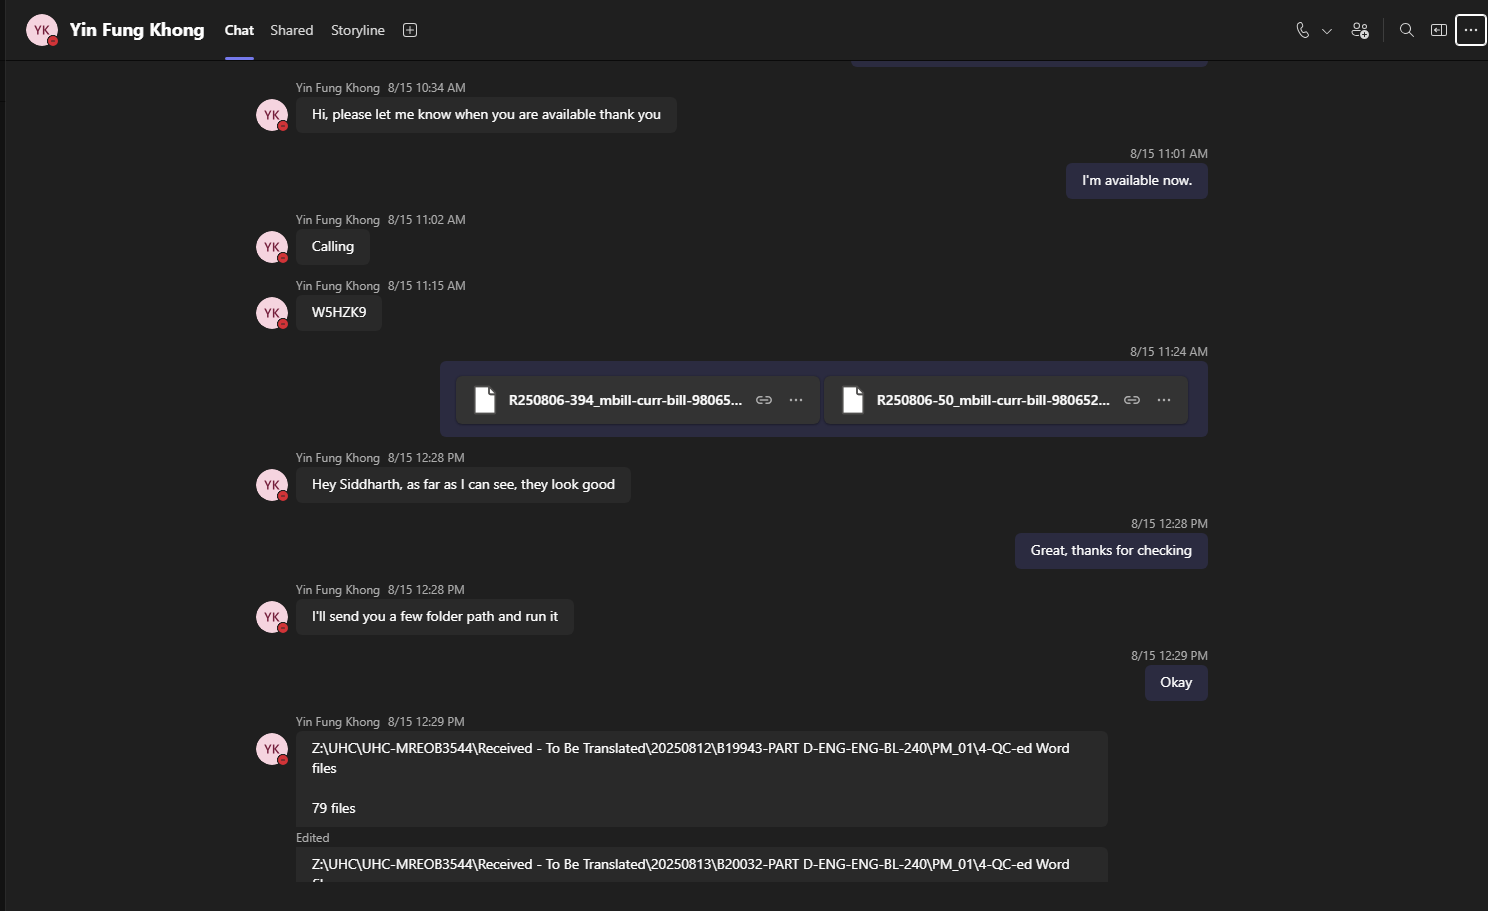 YK Yin Fung Khong Chat Shared Storyline
Yin Fung Khong 8/15 10:34 AM
YK Hi, please let me know when you are available thank you
8/15 11:01 AM
I'm available now.
Yin Fung Khong 8/15 11:02 AM
YK Calling
Yin Fung Khong 8/15 11:15 AM
YK W5HZK9
8/15 11:24 AM
R250806-394_mbill-curr-bill-98065... R250806-50_mbill-curr-bill-980652...
Yin Fung Khong 8/15 12:28 PM
YK Hey Siddharth, as far as I can see, they look good
8/15 12:28 PM
Great, thanks for checking
Yin Fung Khong 8/15 12:28 PM
YK I'll send you a few folder path and run it
8/15 12:29 PM
Okay
Yin Fung Khong 8/15 12:29 PM
YK Z:\UHC\UHC-MREOB3544\Received - To Be Translated\20250812\B19943-PART D-ENG-ENG-BL-240\PM_01\4-QC-ed Word
files
79 files
Edited
Z:\UHC\UHC-MREOB3544\Received - To Be Translated\20250813\B20032-PART D-ENG-ENG-BL-240\PM_01\4-QC-ed Word